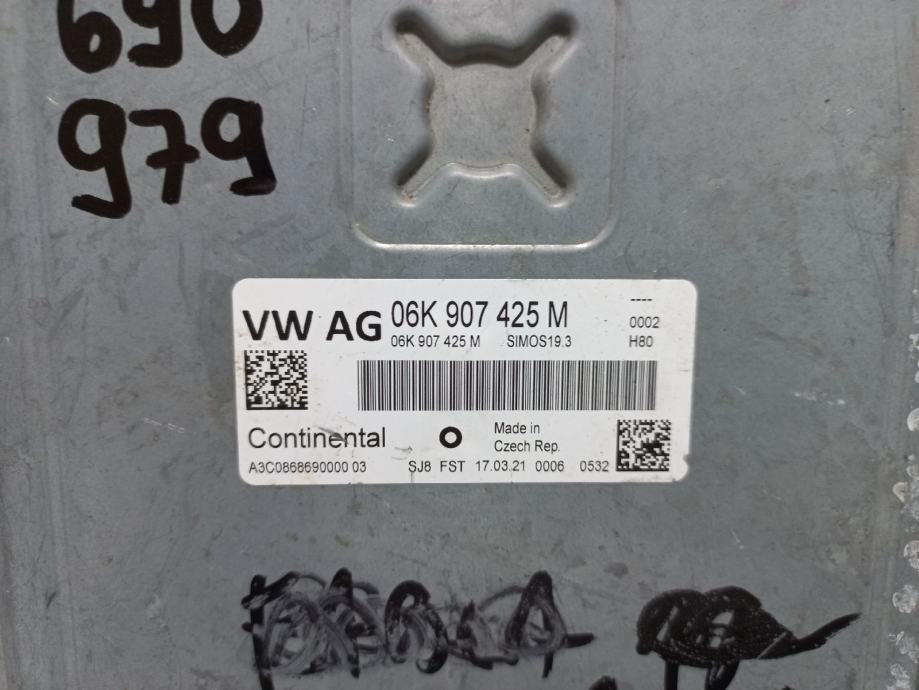 690
979
VW AG 06K 907 425 M ----
0002
06K 907 425 M SIMOS19.3 H80
Continental
Made in
Czech Rep.
A3C0868690000 03 SJ8 FST 17.03.21 0006 0532